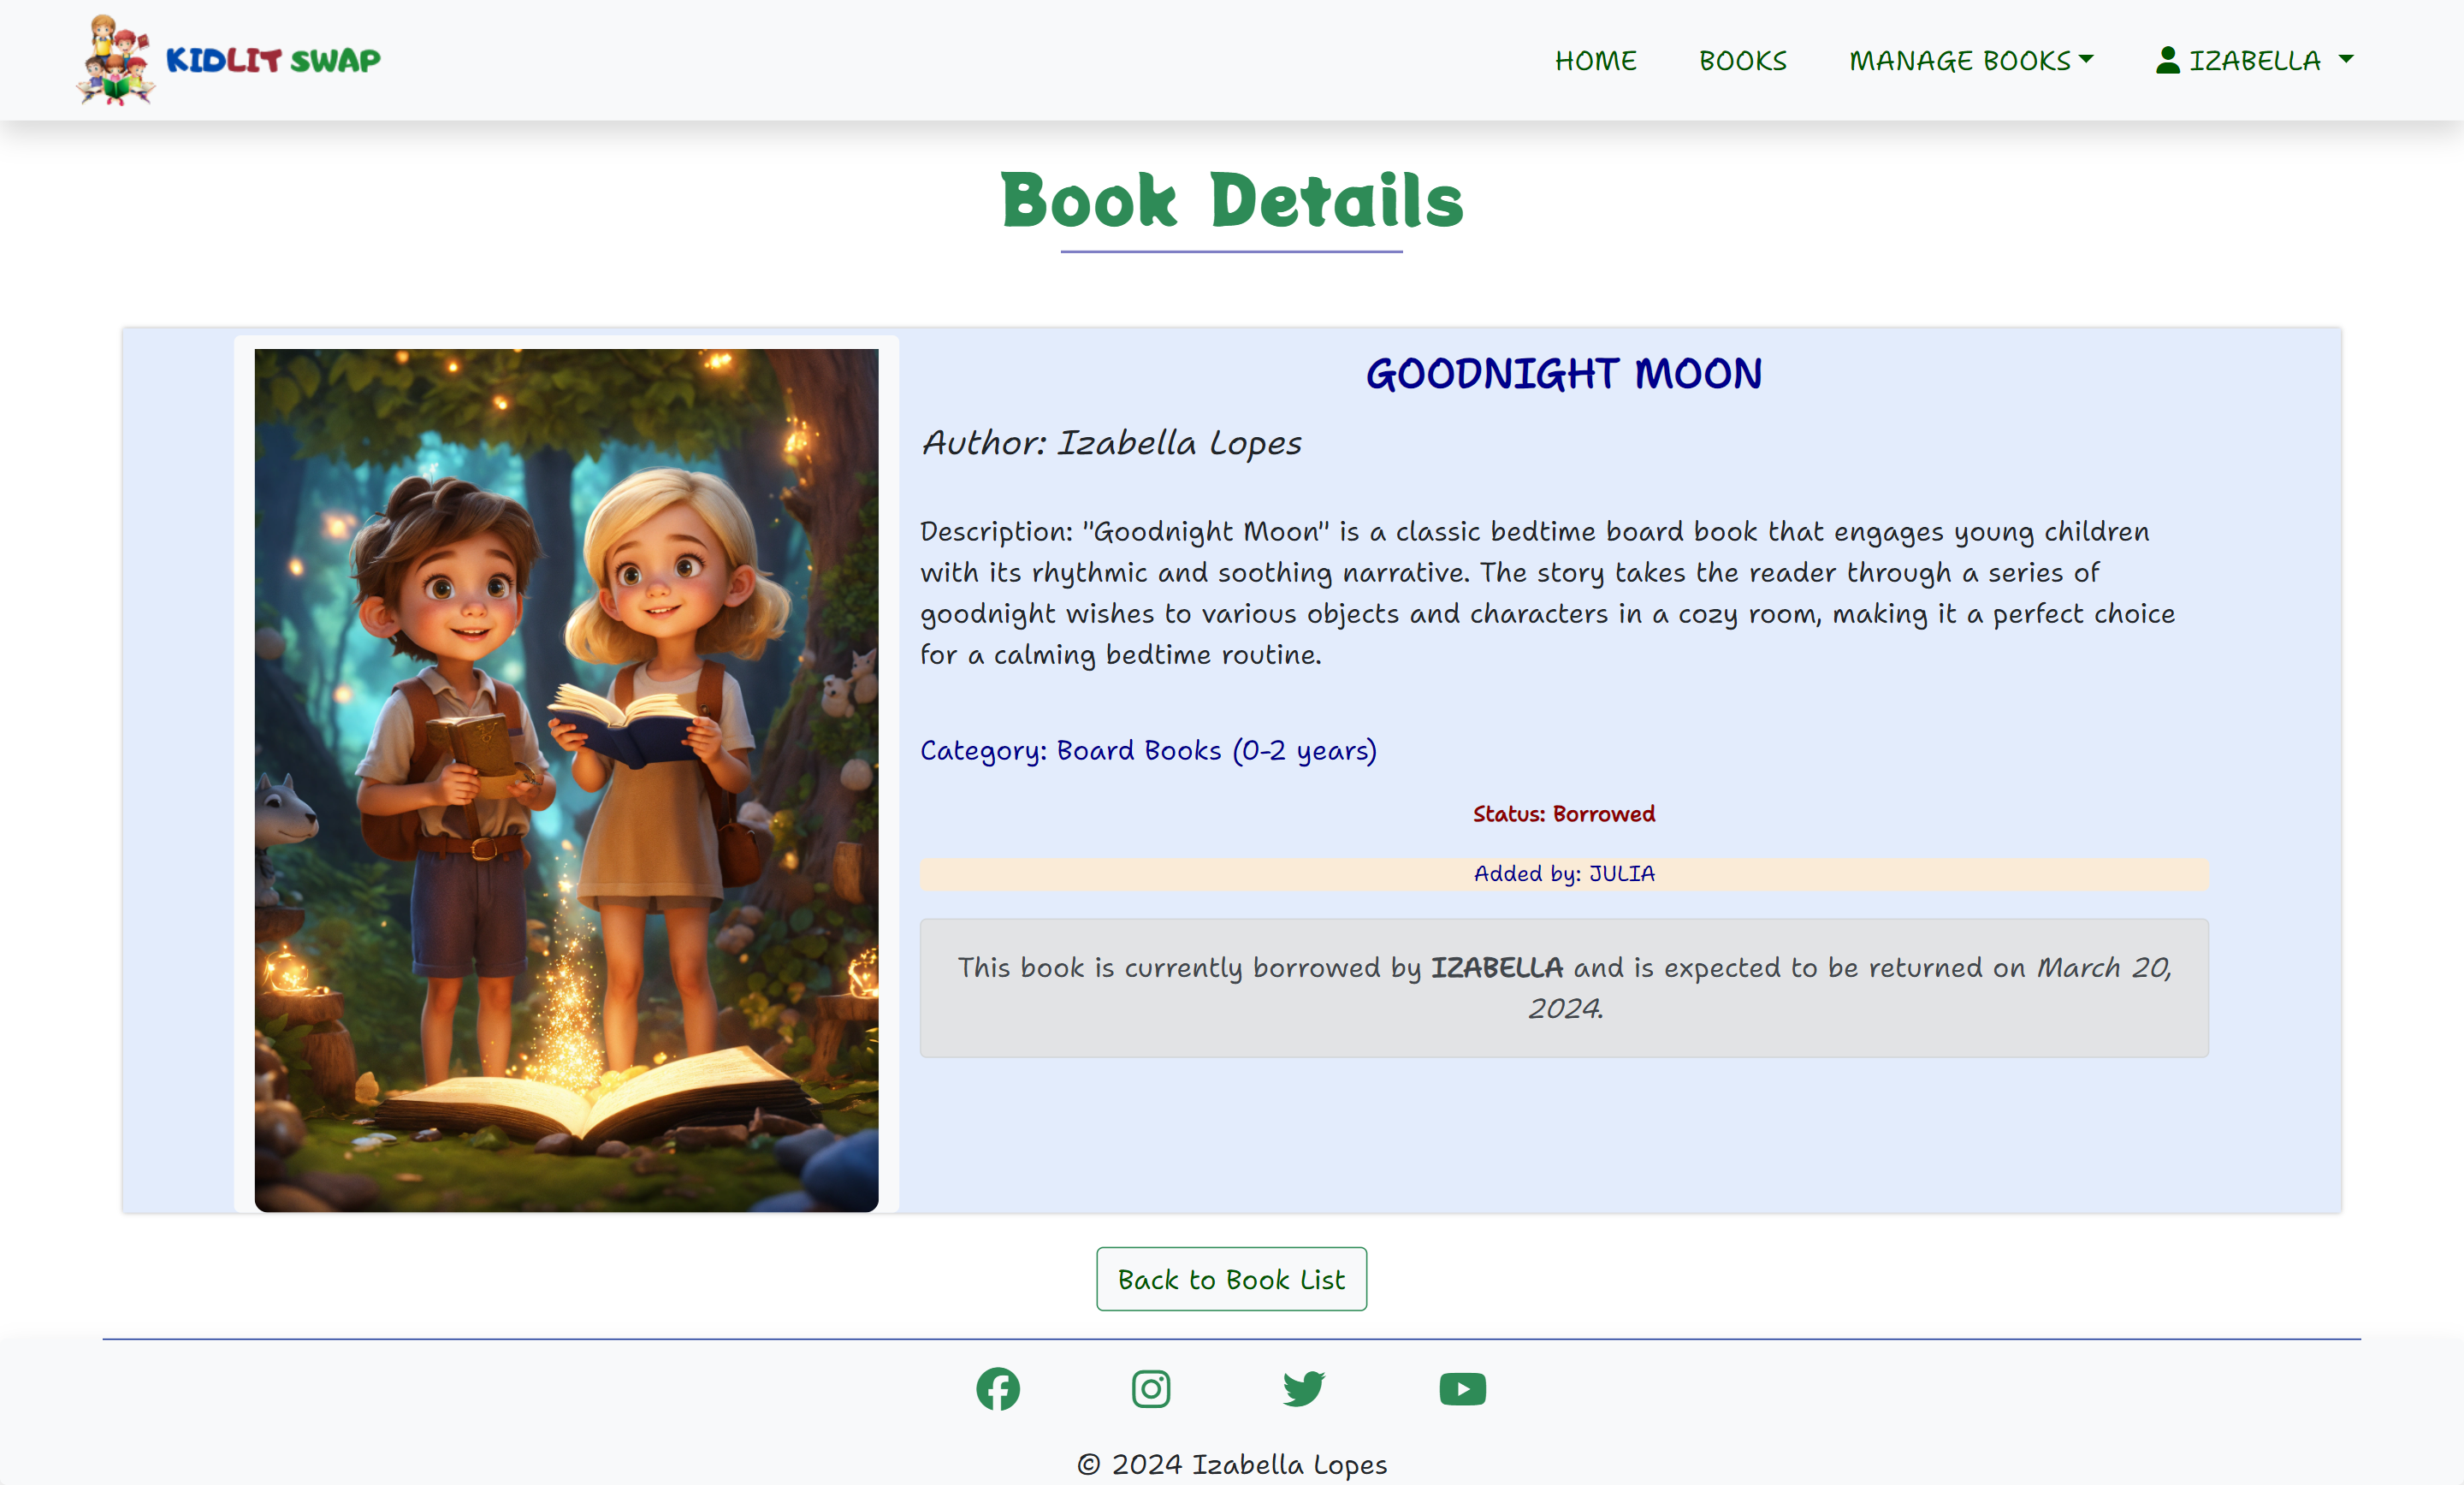 KIDLIT SWAP
HOME
BOOKS
MANAGE BOOKS
IZABELLA
Book Details
GOODNIGHT MOON
Author: Izabella Lopes
Description: "Goodnight Moon" is a classic bedtime board book that engages young children
with its rhythmic and soothing narrative. The story takes the reader through a series of
goodnight wishes to various objects and characters in a cozy room, making it a perfect choice
for a calming bedtime routine.
Category: Board Books (0-2 years)
Status: Borrowed
Added by: JULIA
This book is currently borrowed by IZABELLA and is expected to be returned on March 20,
2024.
Back to Book List
© 2024 Izabella Lopes